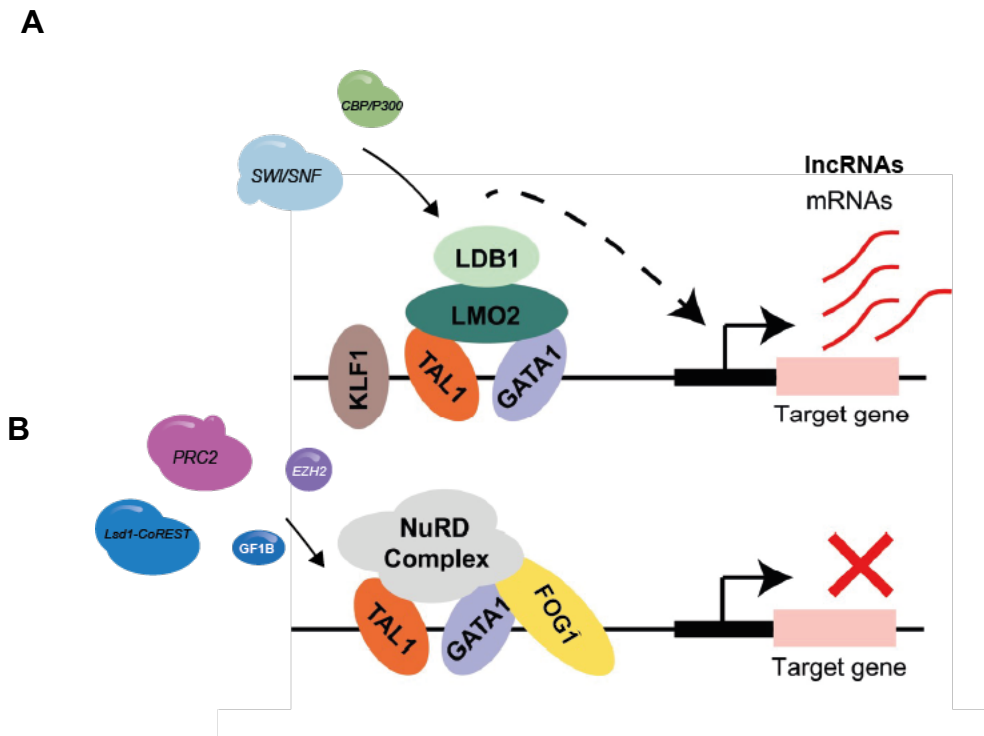 A
CBP/P300
SWI/SNF
lncRNAs
mRNAs
LDB1
LMO2
KLF1
TAL1
GATA1
Target gene
B
PRC2
EZH2
Lsd1-CoREST
GF1B
NuRD
Complex
TAL1
GATA1
FOG1
Target gene